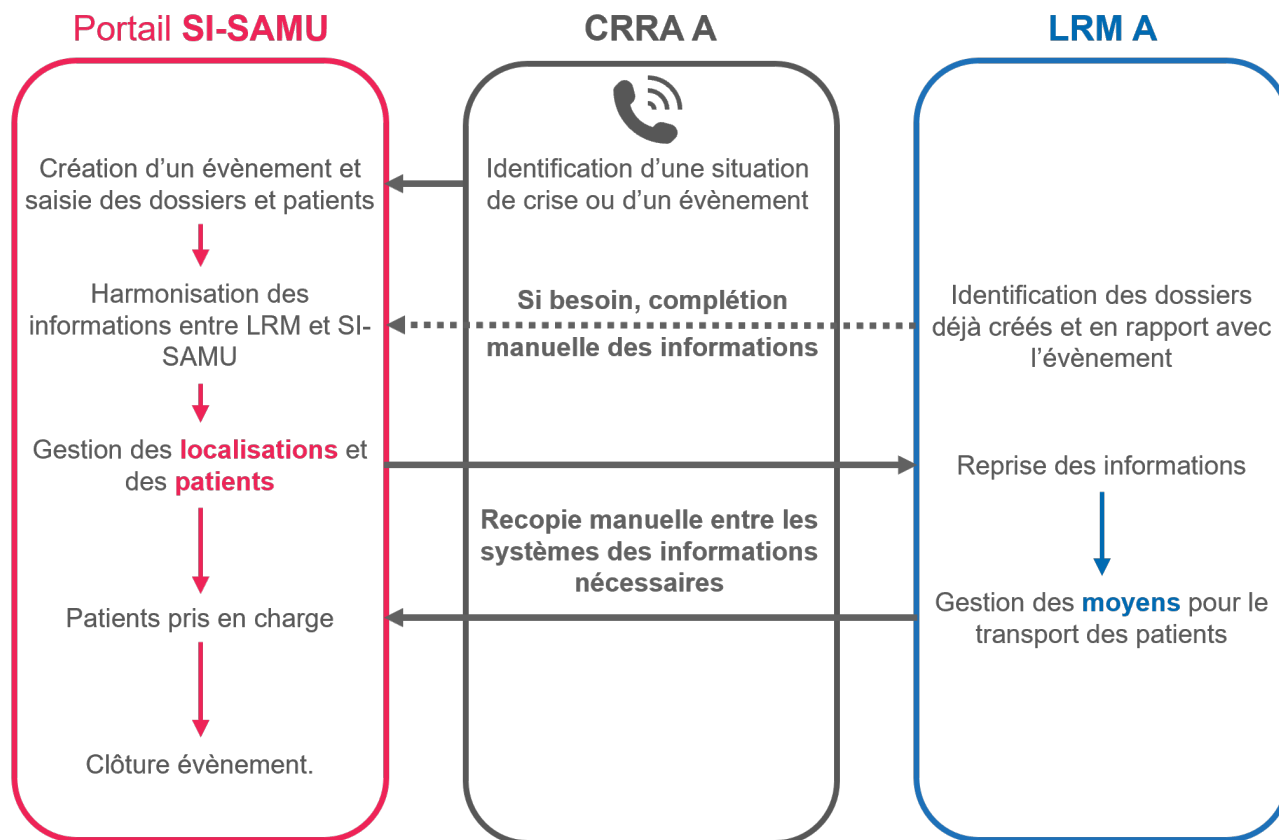 Portail SI-SAMU
CRRA A
LRM A
Création d’un évènement et
saisie des dossiers et patients
Identification d’une situation
de crise ou d’un évènement
Harmonisation des
informations entre LRM et SI-
SAMU
Si besoin, complétion
manuelle des informations
Identification des dossiers
déjà créés et en rapport avec
l’évènement
Gestion des localisations et
des patients
Reprise des informations
Recopie manuelle entre les
systèmes des informations
nécessaires
Patients pris en charge
Gestion des moyens pour le
transport des patients
Clôture évènement.